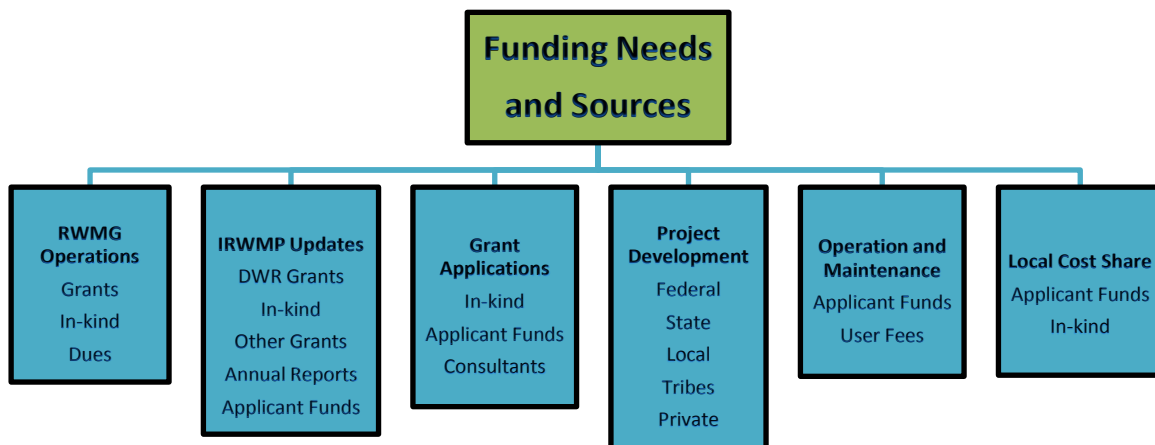 Funding Needs
and Sources
RWMG
Operations
Grants
In-kind
Dues
IRWMP Updates
DWR Grants
In-kind
Other Grants
Annual Reports
Applicant Funds
Grant
Applications
In-kind
Applicant Funds
Consultants
Project
Development
Federal
State
Local
Tribes
Private
Operation and
Maintenance
Applicant Funds
User Fees
Local Cost Share
Applicant Funds
In-kind